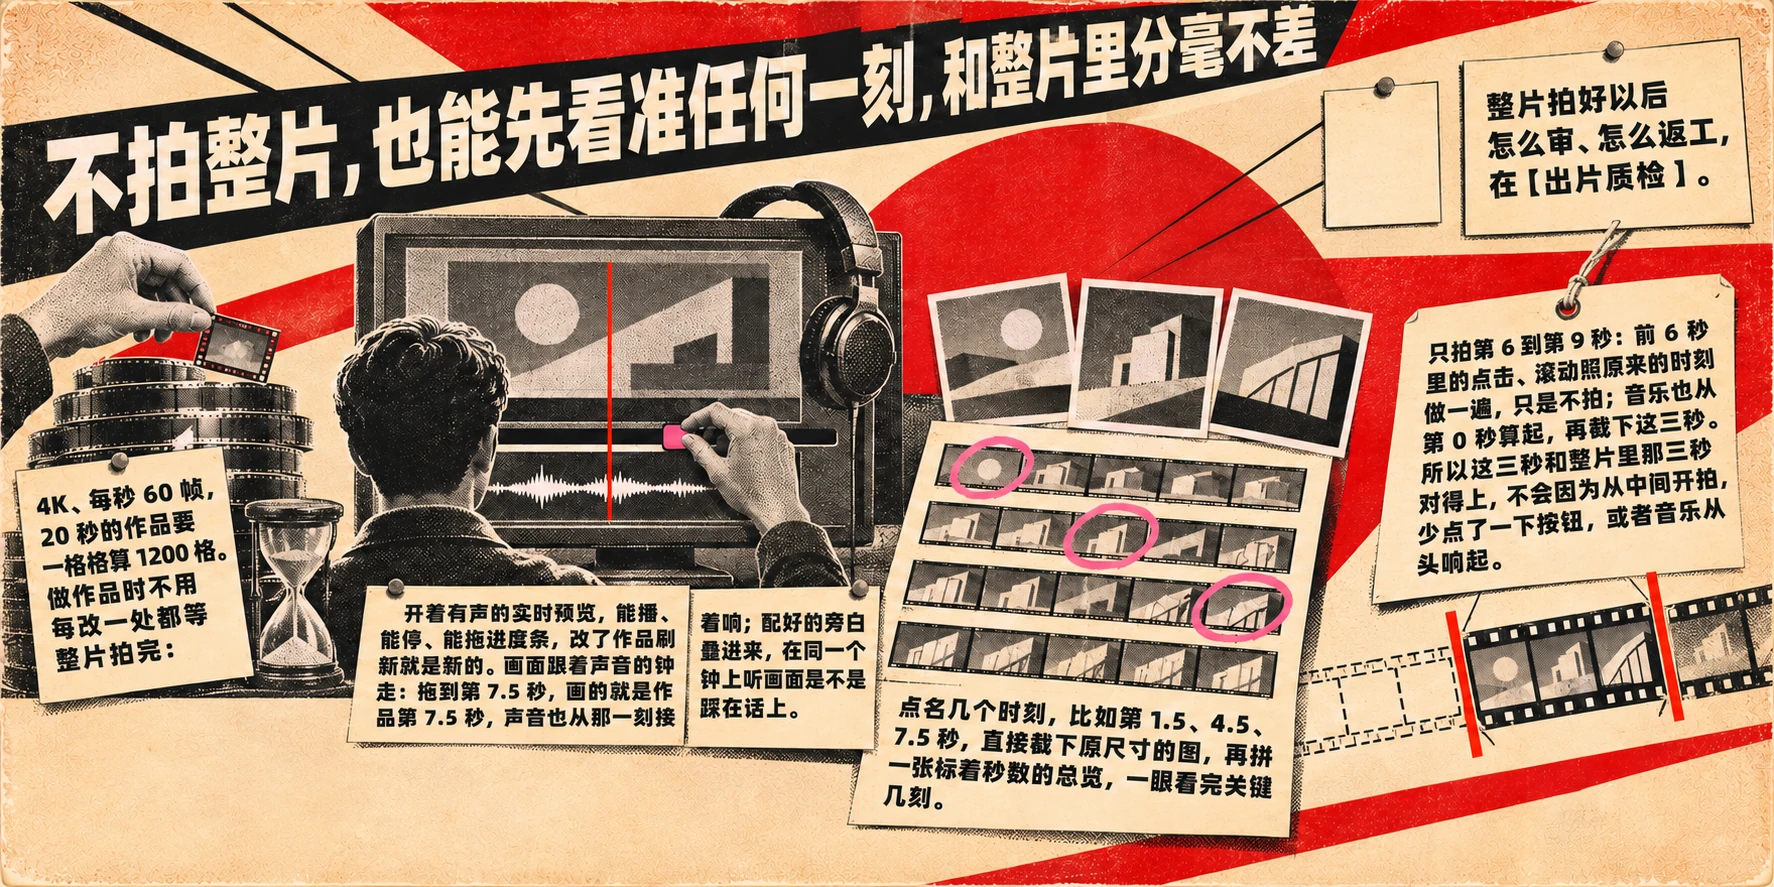 不拍整片,也能先看准任何一刻,和整片里分毫不差
整片拍好以后
怎么审、怎么返工,
在【出片质检】。
4K、每秒 60 帧,
20 秒的作品要
一格格算 1200 格。
做作品时不用
每改一处都等
整片拍完:
开着有声的实时预览,能播、
能停、能拖进度条,改了作品刷
新就是新的。画面跟着声音的钟
走:拖到第 7.5 秒,画的就是作
品第 7.5 秒,声音也从那一刻接
着响;配好的旁白
叠进来,在同一个
钟上听画面是不是
踩在话上。
点名几个时刻,比如第 1.5、4.5、
7.5 秒,直接截下原尺寸的图,再拼
一张标着秒数的总览,一眼看完关键
几刻。
只拍第 6 到第 9 秒:前 6 秒
里的点击、滚动照原来的时刻
做一遍,只是不拍;音乐也从
第 0 秒算起,再截下这三秒。
所以这三秒和整片里那三秒
对得上,不会因为从中间开拍,
少点了一下按钮,或者音乐从
头响起。